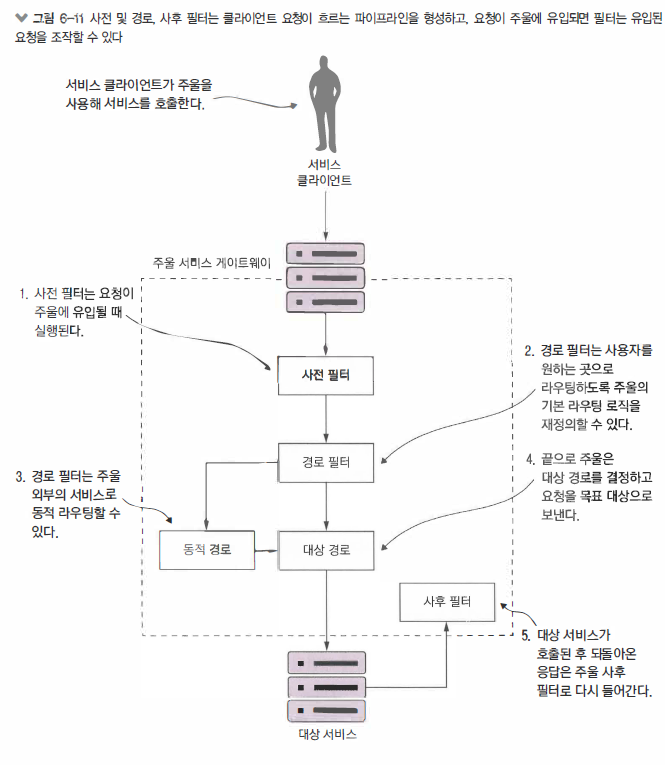 그림 6-11 사전 및 경로, 사후 필터는 클라이언트 요청이 흐르는 파이프라인을 형성하고, 요청이 주울에 유입되면 필터는 유입된
요청을 조작할 수 있다
서비스 클라이언트가 주울을
사용해 서비스를 호출한다.
서비스
클라이언트
주울 서비스 게이트웨이
1. 사전 필터는 요청이
주울에 유입될 때
실행된다.
사전 필터
2. 경로 필터는 사용자를
원하는 곳으로
라우팅하도록 주울의
기본 라우팅 로직을
재정의할 수 있다.
경로 필터
3. 경로 필터는 주울
외부의 서비스로
동적 라우팅할 수
있다.
4. 끝으로 주울은
대상 경로를 결정하고
요청을 목표 대상으로
보낸다.
동적 경로
대상 경로
사후 필터
5. 대상 서비스가
호출된 후 되돌아온
응답은 주울 사후
필터로 다시 들어간다.
대상 서비스